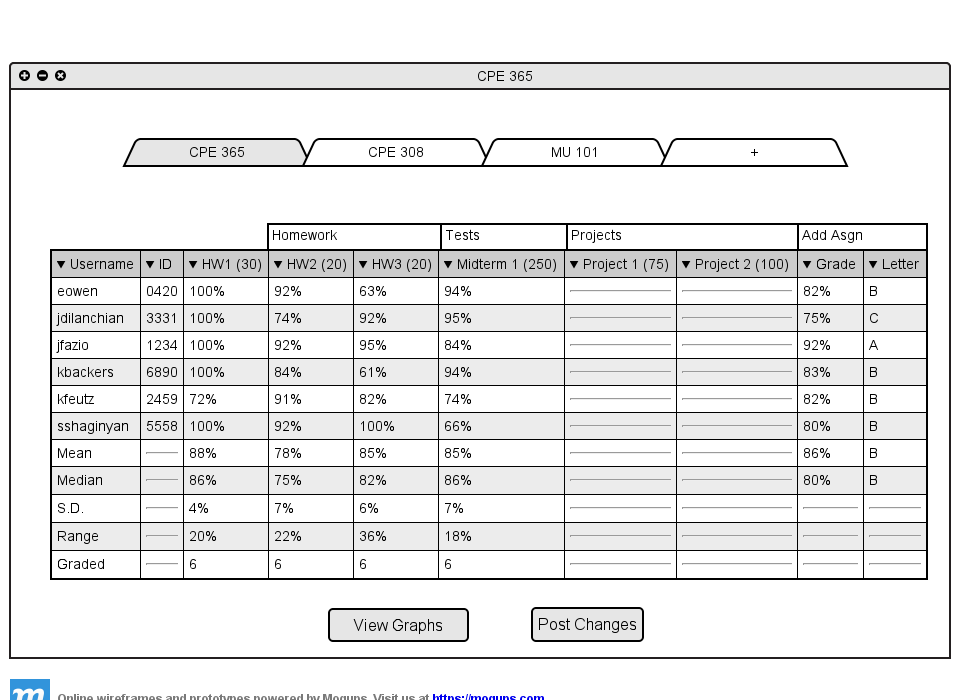 CPE 365
CPE 365 CPE 308 MU 101 +
Homework Tests Projects Add Asgn
▼ Username ▼ ID ▼ HW1 (30) ▼ HW2 (20) ▼ HW3 (20) ▼ Midterm 1 (250) ▼ Project 1 (75) ▼ Project 2 (100) ▼ Grade ▼ Letter
eowen 0420 100% 92% 63% 94% 82% B
jdilanchian 3331 100% 74% 92% 95% 75% C
jfazio 1234 100% 92% 95% 84% 92% A
kbackers 6890 100% 84% 61% 94% 83% B
kfeutz 2459 72% 91% 82% 74% 82% B
sshaginyan 5558 100% 92% 100% 66% 80% B
Mean 88% 78% 85% 85% 86% B
Median 86% 75% 82% 86% 80% B
S.D. 4% 7% 6% 7%
Range 20% 22% 36% 18%
Graded 6 6 6 6
View Graphs Post Changes
m Online wireframes and prototypes powered by Moqups. Visit us at https://moqups.com